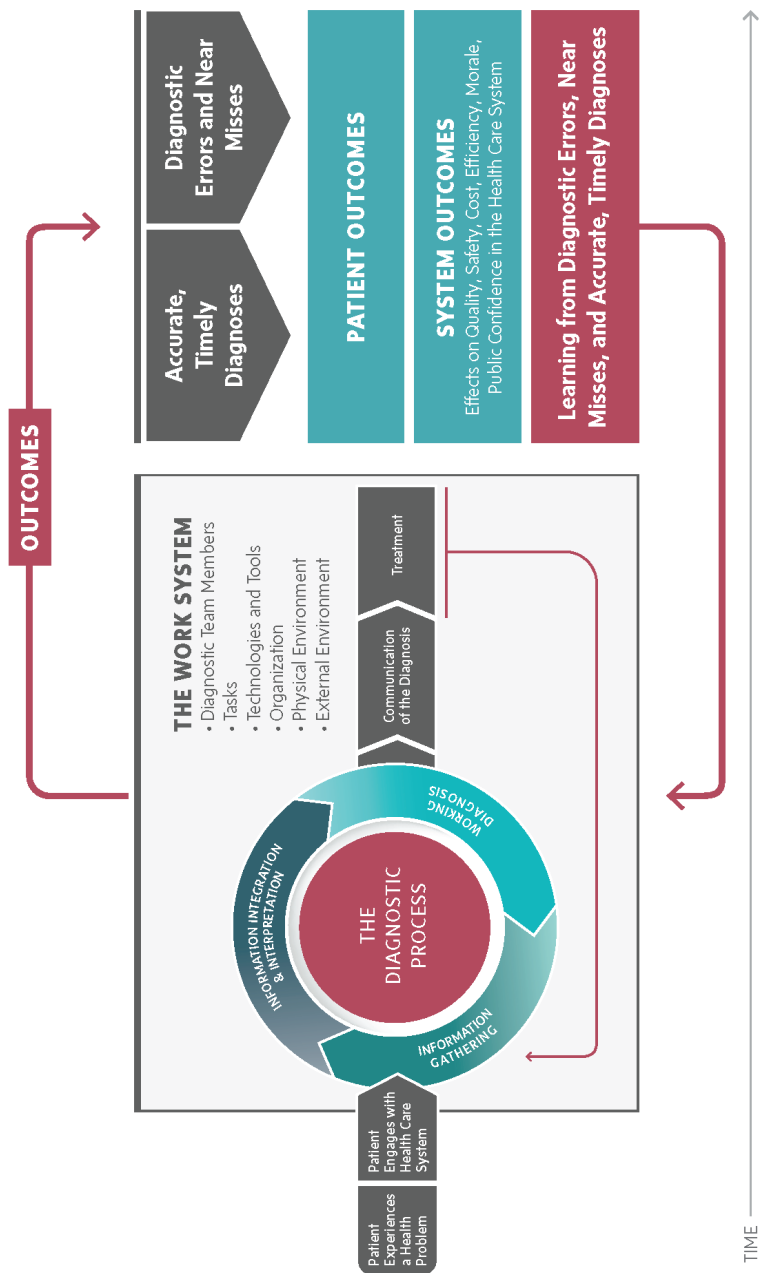 OUTCOMES
Patient
Experiences
a Health
Problem
Patient
Engages with
Health Care
System
THE
DIAGNOSTIC
PROCESS
INFORMATION GATHERING
INFORMATION INTEGRATION
& INTERPRETATION
WORKING
DIAGNOSIS
THE WORK SYSTEM
• Diagnostic Team Members
• Tasks
• Technologies and Tools
• Organization
• Physical Environment
• External Environment
Communication
of the Diagnosis
Treatment
Accurate,
Timely
Diagnoses
Diagnostic
Errors and Near
Misses
PATIENT OUTCOMES
SYSTEM OUTCOMES
Effects on Quality, Safety, Cost, Efficiency, Morale,
Public Confidence in the Health Care System
Learning from Diagnostic Errors, Near
Misses, and Accurate, Timely Diagnoses
TIME